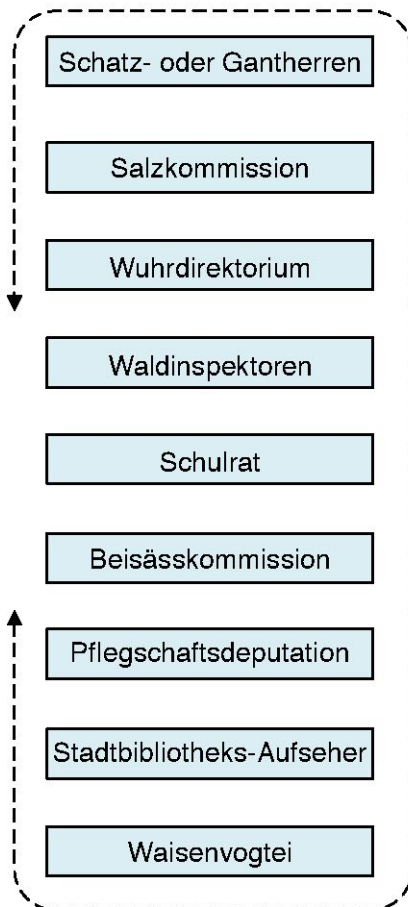 Schatz- oder Gantherren
Salzkommission
Wuhrdirektorium
Waldinspektoren
Schulrat
Beisässkommission
Pflegschaftsdeputation
Stadtbibliotheks-Aufseher
Waisenvogtei